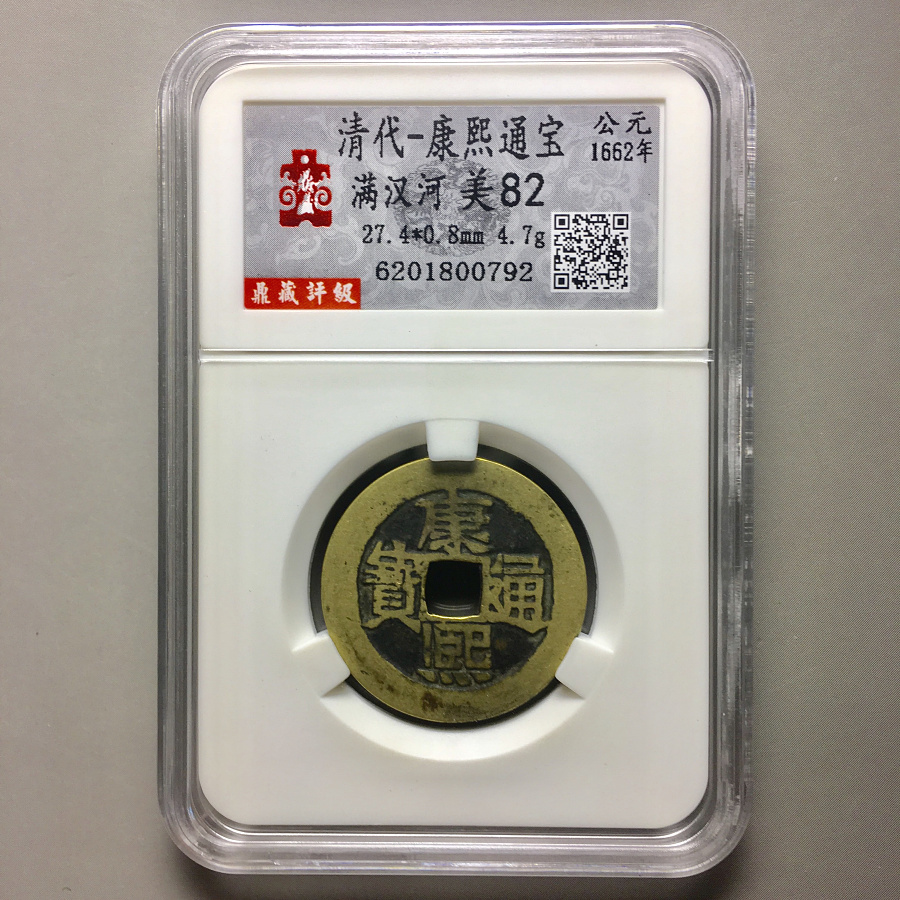 清代-康熙通宝
公元
1662年
满汉河 美82
27.4*0.8mm 4.7g
6201800792
鼎藏評級
康熙通寶